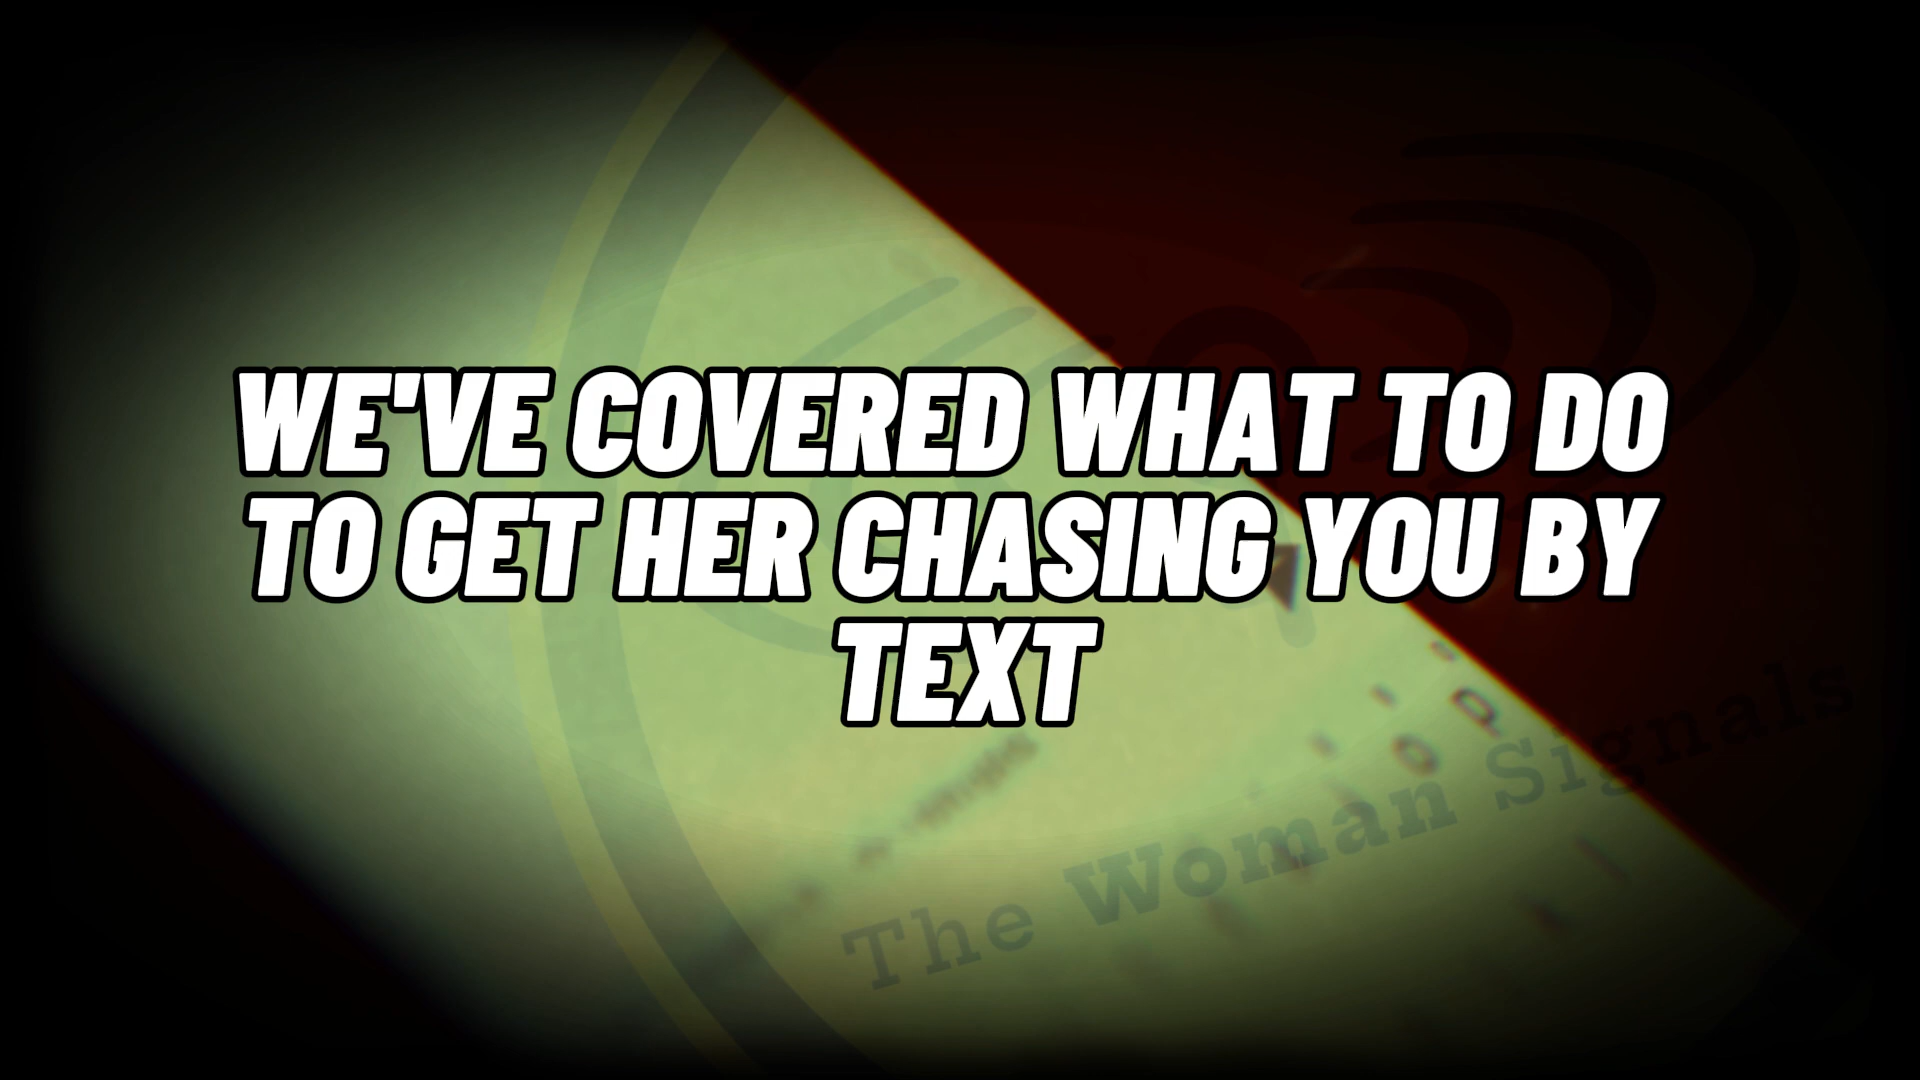 WE'VE COVERED WHAT TO DO
TO GET HER CHASING YOU BY
TEXT
The Woman Signals